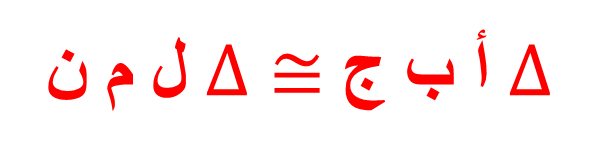 Δ أ ب ج ≅ Δ ل م ن